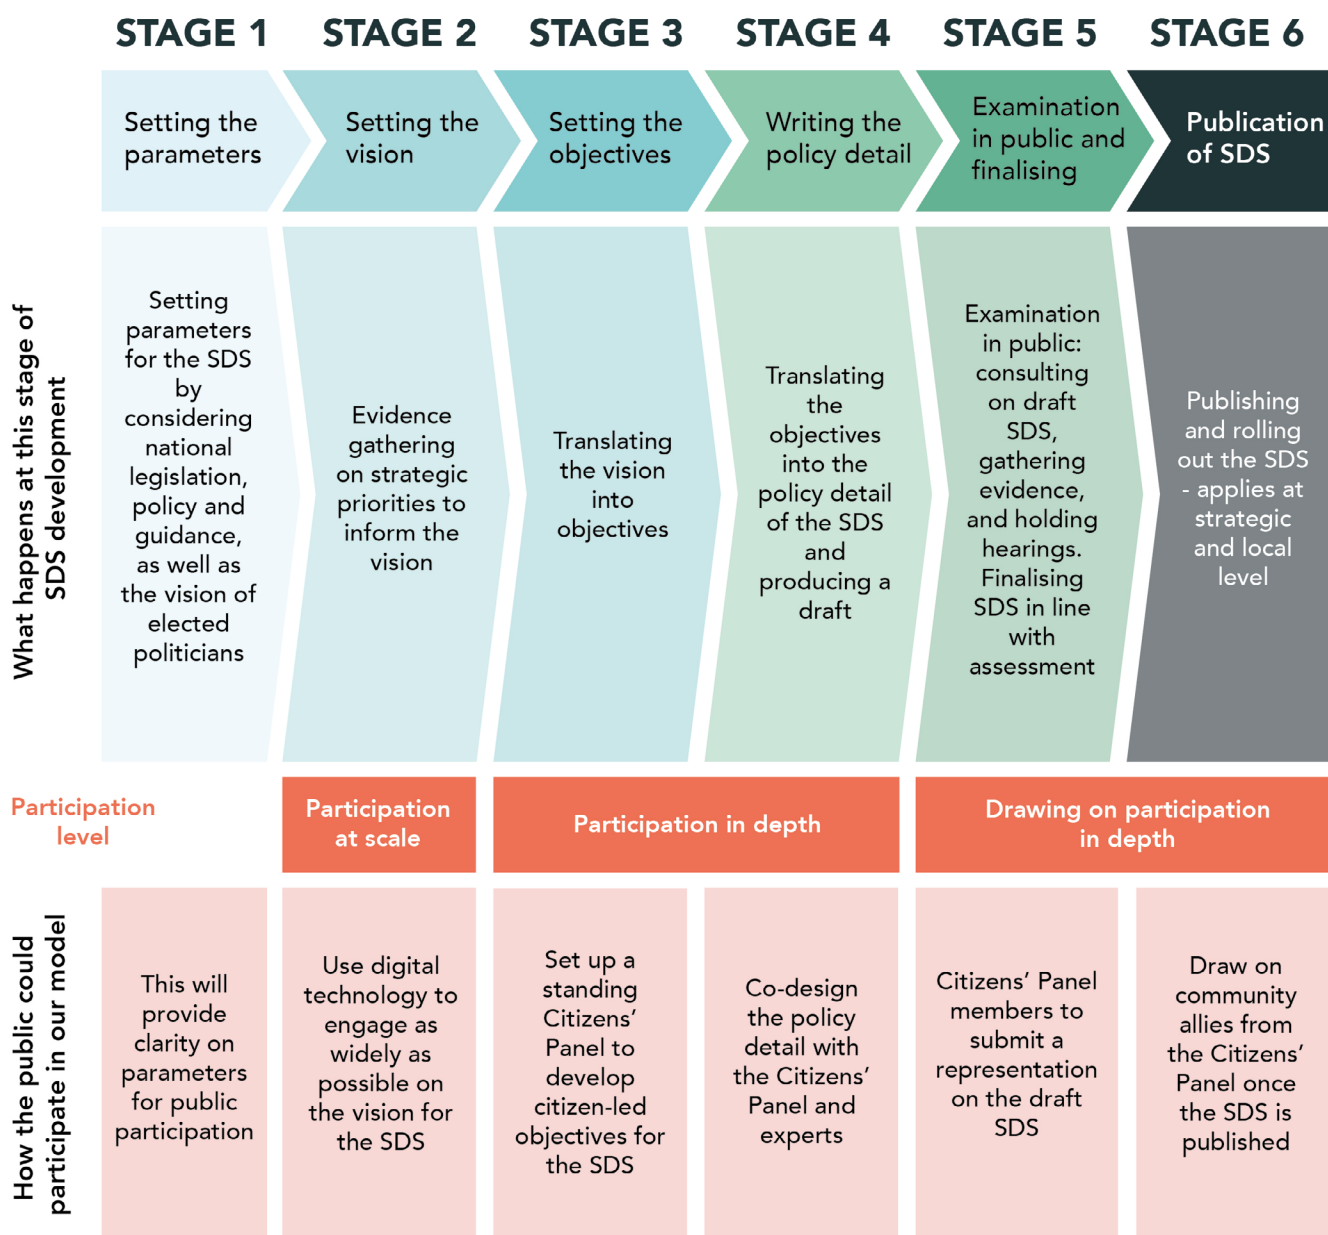 STAGE 1
STAGE 2
STAGE 3
STAGE 4
STAGE 5
STAGE 6
Setting the
parameters
Setting the
vision
Setting the
objectives
Writing the
policy detail
Examination
in public and
finalising
Publication
of SDS
What happens at this stage of
SDS development
Setting
parameters
for the SDS
by
considering
national
legislation,
policy and
guidance,
as well as
the vision of
elected
politicians
Evidence
gathering
on strategic
priorities to
inform the
vision
Translating
the vision
into
objectives
Translating
the
objectives
into the
policy detail
of the SDS
and
producing a
draft
Examination
in public:
consulting
on draft
SDS,
gathering
evidence,
and holding
hearings.
Finalising
SDS in line
with
assessment
Publishing
and rolling
out the SDS
- applies at
strategic
and local
level
Participation
level
Participation
at scale
Participation in depth
Drawing on participation
in depth
How the public could
participate in our model
This will
provide
clarity on
parameters
for public
participation
Use digital
technology to
engage as
widely as
possible on
the vision for
the SDS
Set up a
standing
Citizens’
Panel to
develop
citizen-led
objectives for
the SDS
Co-design
the policy
detail with
the Citizens’
Panel and
experts
Citizens’ Panel
members to
submit a
representation
on the draft
SDS
Draw on
community
allies from
the Citizens’
Panel once
the SDS is
published